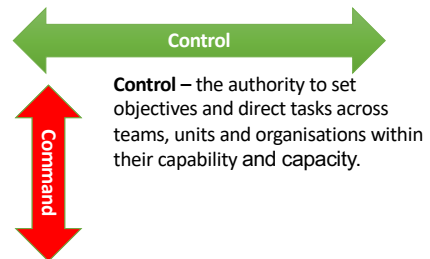 Control
Control – the authority to set
objectives and direct tasks across
teams, units and organisations within
their capability and capacity.
Command